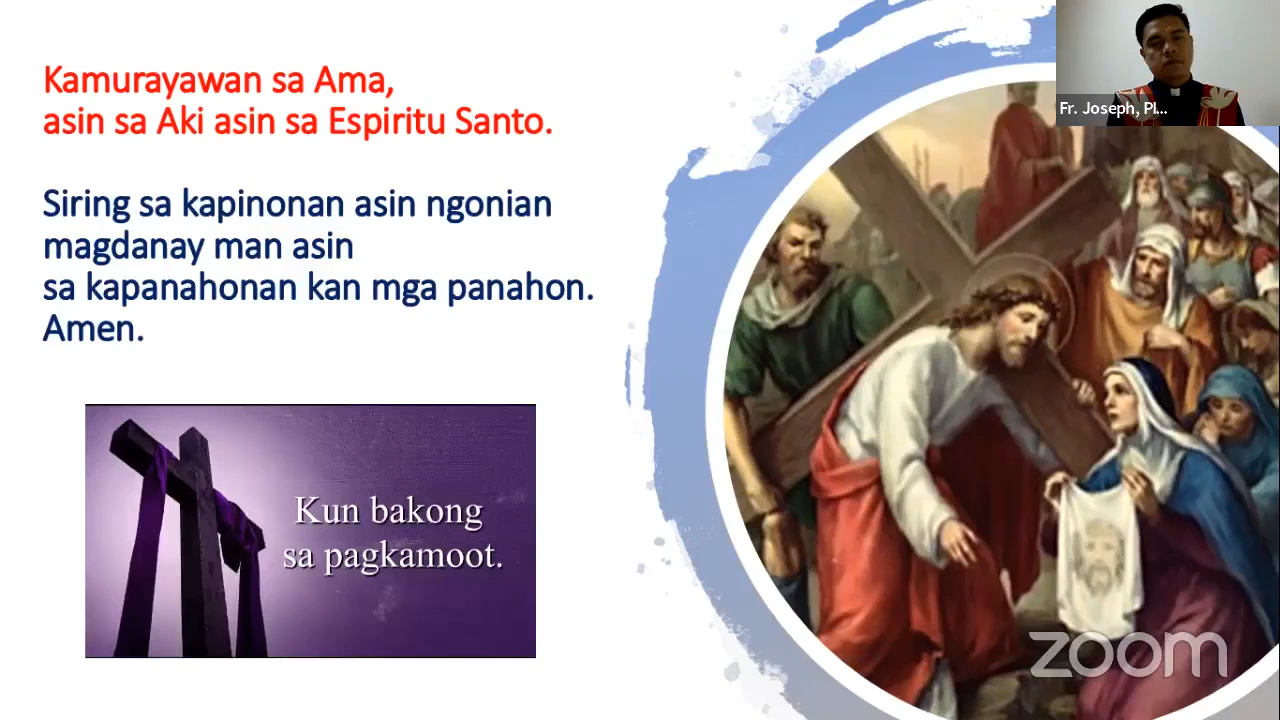 Kamurayawan sa Ama,
asin sa Aki asin sa Espiritu Santo.
Siring sa kapinonan asin ngonian
magdanay man asin
sa kapanahonan kan mga panahon.
Amen.
Kun bakong
sa pagkamoot.
Fr. Joseph, Pl...
zoom